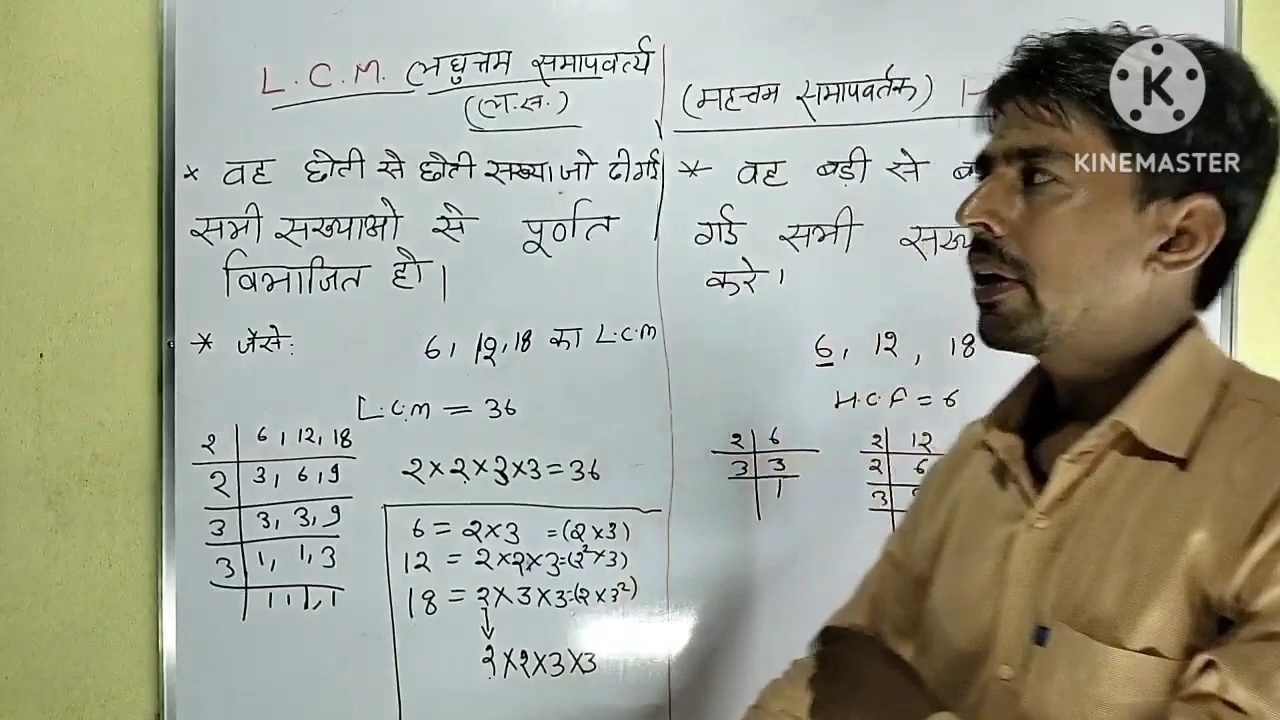 L.C.M. लघुत्तम समापवर्त्य
(ल.स.)
* वह छोटी से छोटी सख्या जो दी गई
सभी सख्याओ से पूर्णत
विभाजित हो।
* जैसे: 6, 12, 18 का L.C.M
L.C.M = 36
2 | 6, 12, 18
2 | 3, 6, 9
3 | 3, 3, 9
3 | 1, 1, 3
| 1, 1, 1
2×2×3×3=36
6 = 2×3 =(2×3)
12 = 2×2×3=(2²×3)
18 = 2×3×3=(2×3²)
2×2×3×3
(महत्तम समापवर्तक)
* वह बड़ी से
गई सभी
करे।
6, 12, 18
H.C.F = 6
2 | 6
3 | 3
| 1
2 | 12
2 | 6
3 |
KINEMASTER